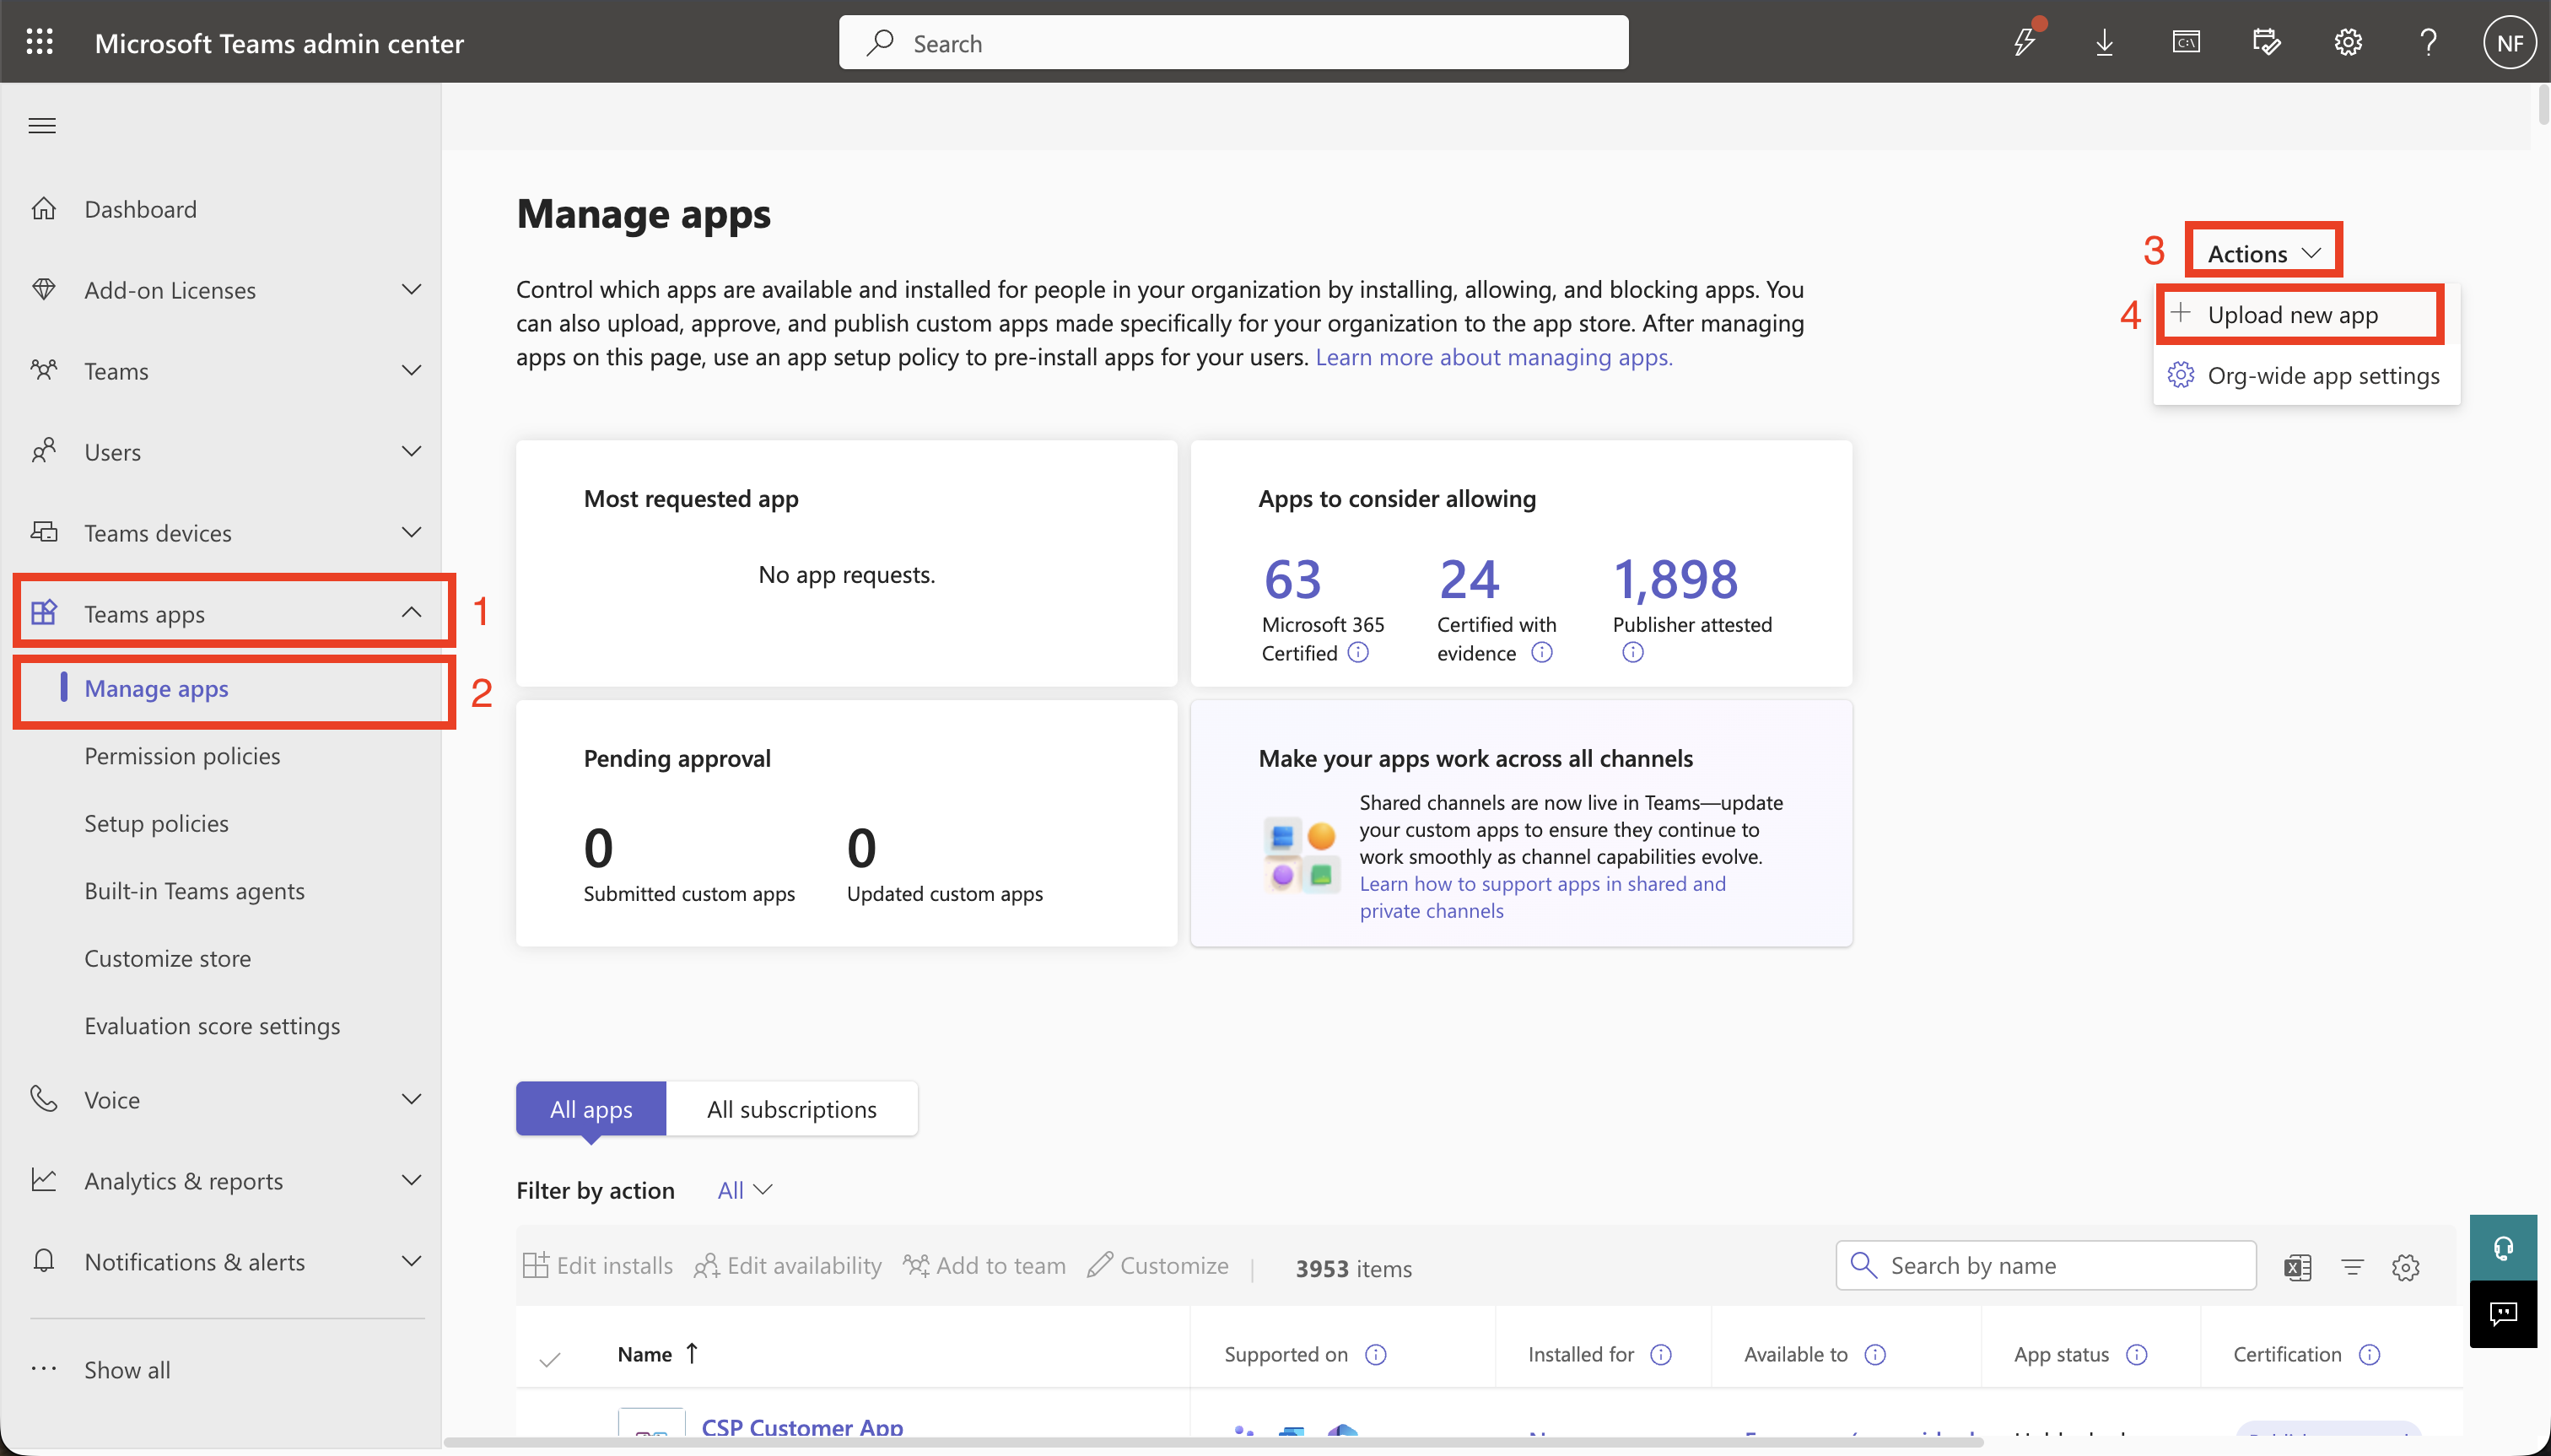 Microsoft Teams admin center
Search
NF
Dashboard
Add-on Licenses
Teams
Users
Teams devices
Teams apps
1
Manage apps
2
Permission policies
Setup policies
Built-in Teams agents
Customize store
Evaluation score settings
Voice
Analytics & reports
Notifications & alerts
Show all
Manage apps
3
Actions
4
Upload new app
Org-wide app settings
Control which apps are available and installed for people in your organization by installing, allowing, and blocking apps. You
can also upload, approve, and publish custom apps made specifically for your organization to the app store. After managing
apps on this page, use an app setup policy to pre-install apps for your users. Learn more about managing apps.
Most requested app
No app requests.
Apps to consider allowing
63
Microsoft 365
Certified
24
Certified with
evidence
1,898
Publisher attested
Pending approval
0
Submitted custom apps
0
Updated custom apps
Make your apps work across all channels
Shared channels are now live in Teams—update
your custom apps to ensure they continue to
work smoothly as channel capabilities evolve.
Learn how to support apps in shared and
private channels
All apps
All subscriptions
Filter by action All
Edit installs Edit availability Add to team Customize | 3953 items
Search by name
Name ↑ Supported on Installed for Available to App status Certification
CSP Customer App